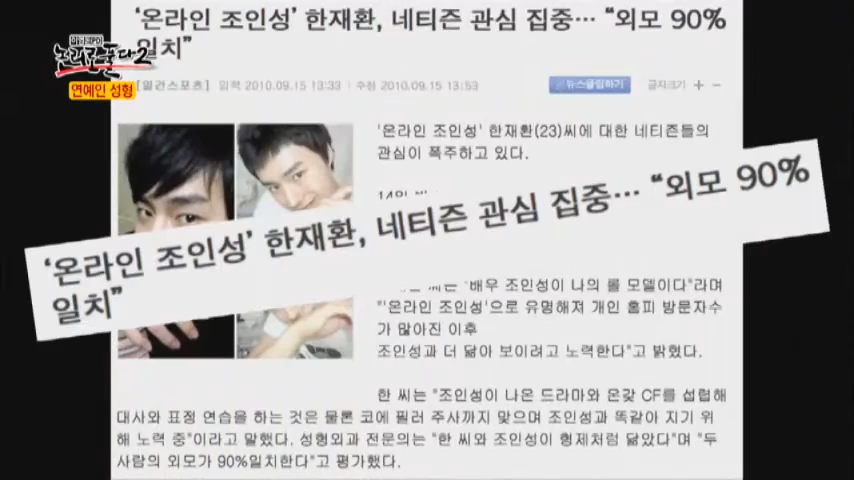 '온라인 조인성' 한재환, 네티즌 관심 집중… "외모 90%
일치"
논리로 푼다2
연예인 성형
[일간스포츠] 입력 2010.09.15 13:33 | 수정 2010.09.15 13:53
뉴스클립하기
글자크기 + -
'온라인 조인성' 한재환(23)씨에 대한 네티즌들의
관심이 폭주하고 있다.
14일
'온라인 조인성' 한재환, 네티즌 관심 집중… "외모 90%
일치"
씨는 "배우 조인성이 나의 롤 모델이다"라며
"'온라인 조인성'으로 유명해져 개인 홈피 방문자수
가 많아진 이후
조인성과 더 닮아 보이려고 노력한다"고 밝혔다.
한 씨는 "조인성이 나온 드라마와 온갖 CF를 섭렵해
대사와 표정 연습을 하는 것은 물론 코에 필러 주사까지 맞으며 조인성과 똑같아 지기 위
해 노력 중"이라고 말했다. 성형외과 전문의는 "한 씨와 조인성이 형제처럼 닮았다"며 "두
사람의 외모가 90%일치한다"고 평가했다.